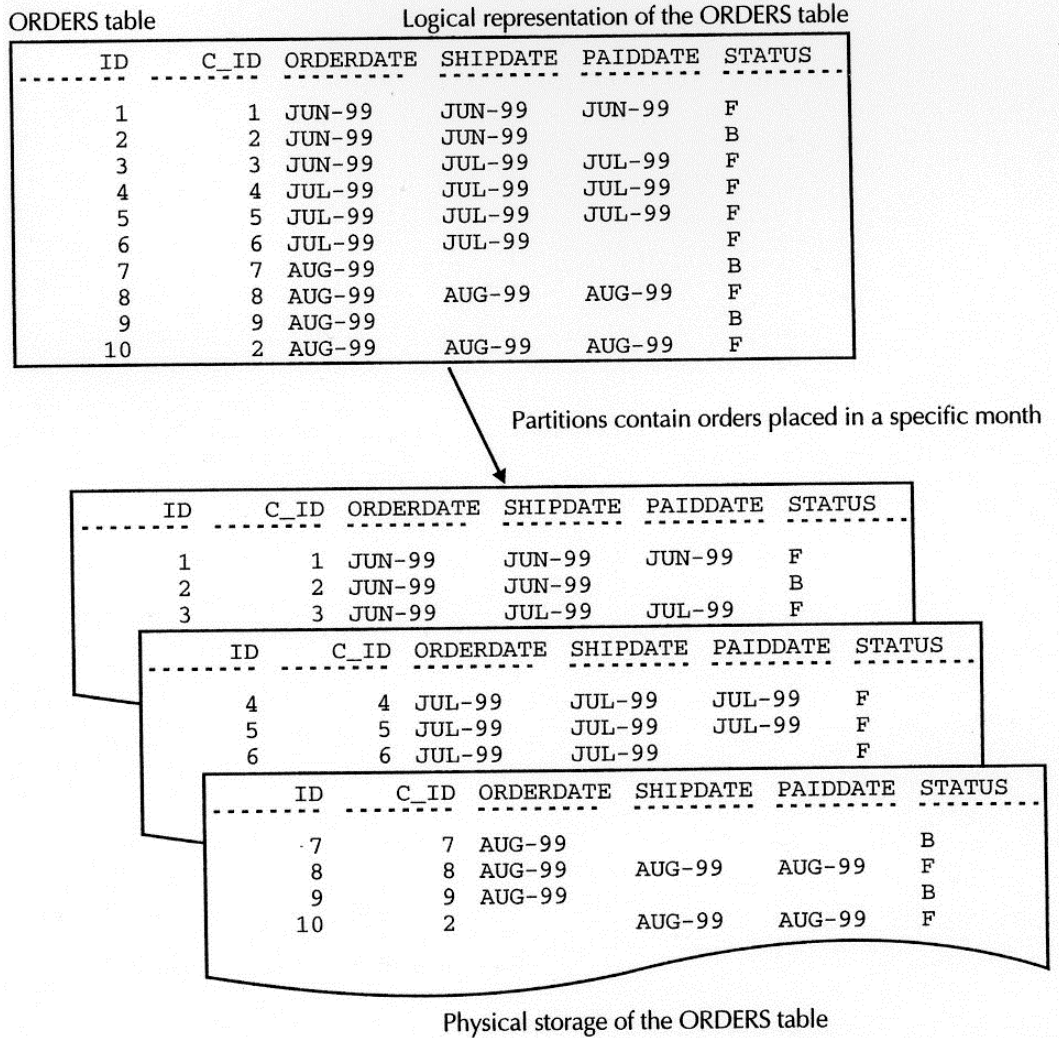 ORDERS table Logical representation of the ORDERS table
ID C_ID ORDERDATE SHIPDATE PAIDDATE STATUS
1 1 JUN-99 JUN-99 JUN-99 F
2 2 JUN-99 JUN-99 B
3 3 JUN-99 JUL-99 JUL-99 F
4 4 JUL-99 JUL-99 JUL-99 F
5 5 JUL-99 JUL-99 JUL-99 F
6 6 JUL-99 JUL-99 F
7 7 AUG-99 B
8 8 AUG-99 AUG-99 AUG-99 F
9 9 AUG-99 B
10 2 AUG-99 AUG-99 AUG-99 F
Partitions contain orders placed in a specific month
ID C_ID ORDERDATE SHIPDATE PAIDDATE STATUS
1 1 JUN-99 JUN-99 JUN-99 F
2 2 JUN-99 JUN-99 B
3 3 JUN-99 JUL-99 JUL-99 F
ID C_ID ORDERDATE SHIPDATE PAIDDATE STATUS
4 4 JUL-99 JUL-99 JUL-99 F
5 5 JUL-99 JUL-99 JUL-99 F
6 6 JUL-99 JUL-99 F
ID C_ID ORDERDATE SHIPDATE PAIDDATE STATUS
7 7 AUG-99 B
8 8 AUG-99 AUG-99 AUG-99 F
9 9 AUG-99 B
10 2 AUG-99 AUG-99 F
Physical storage of the ORDERS table